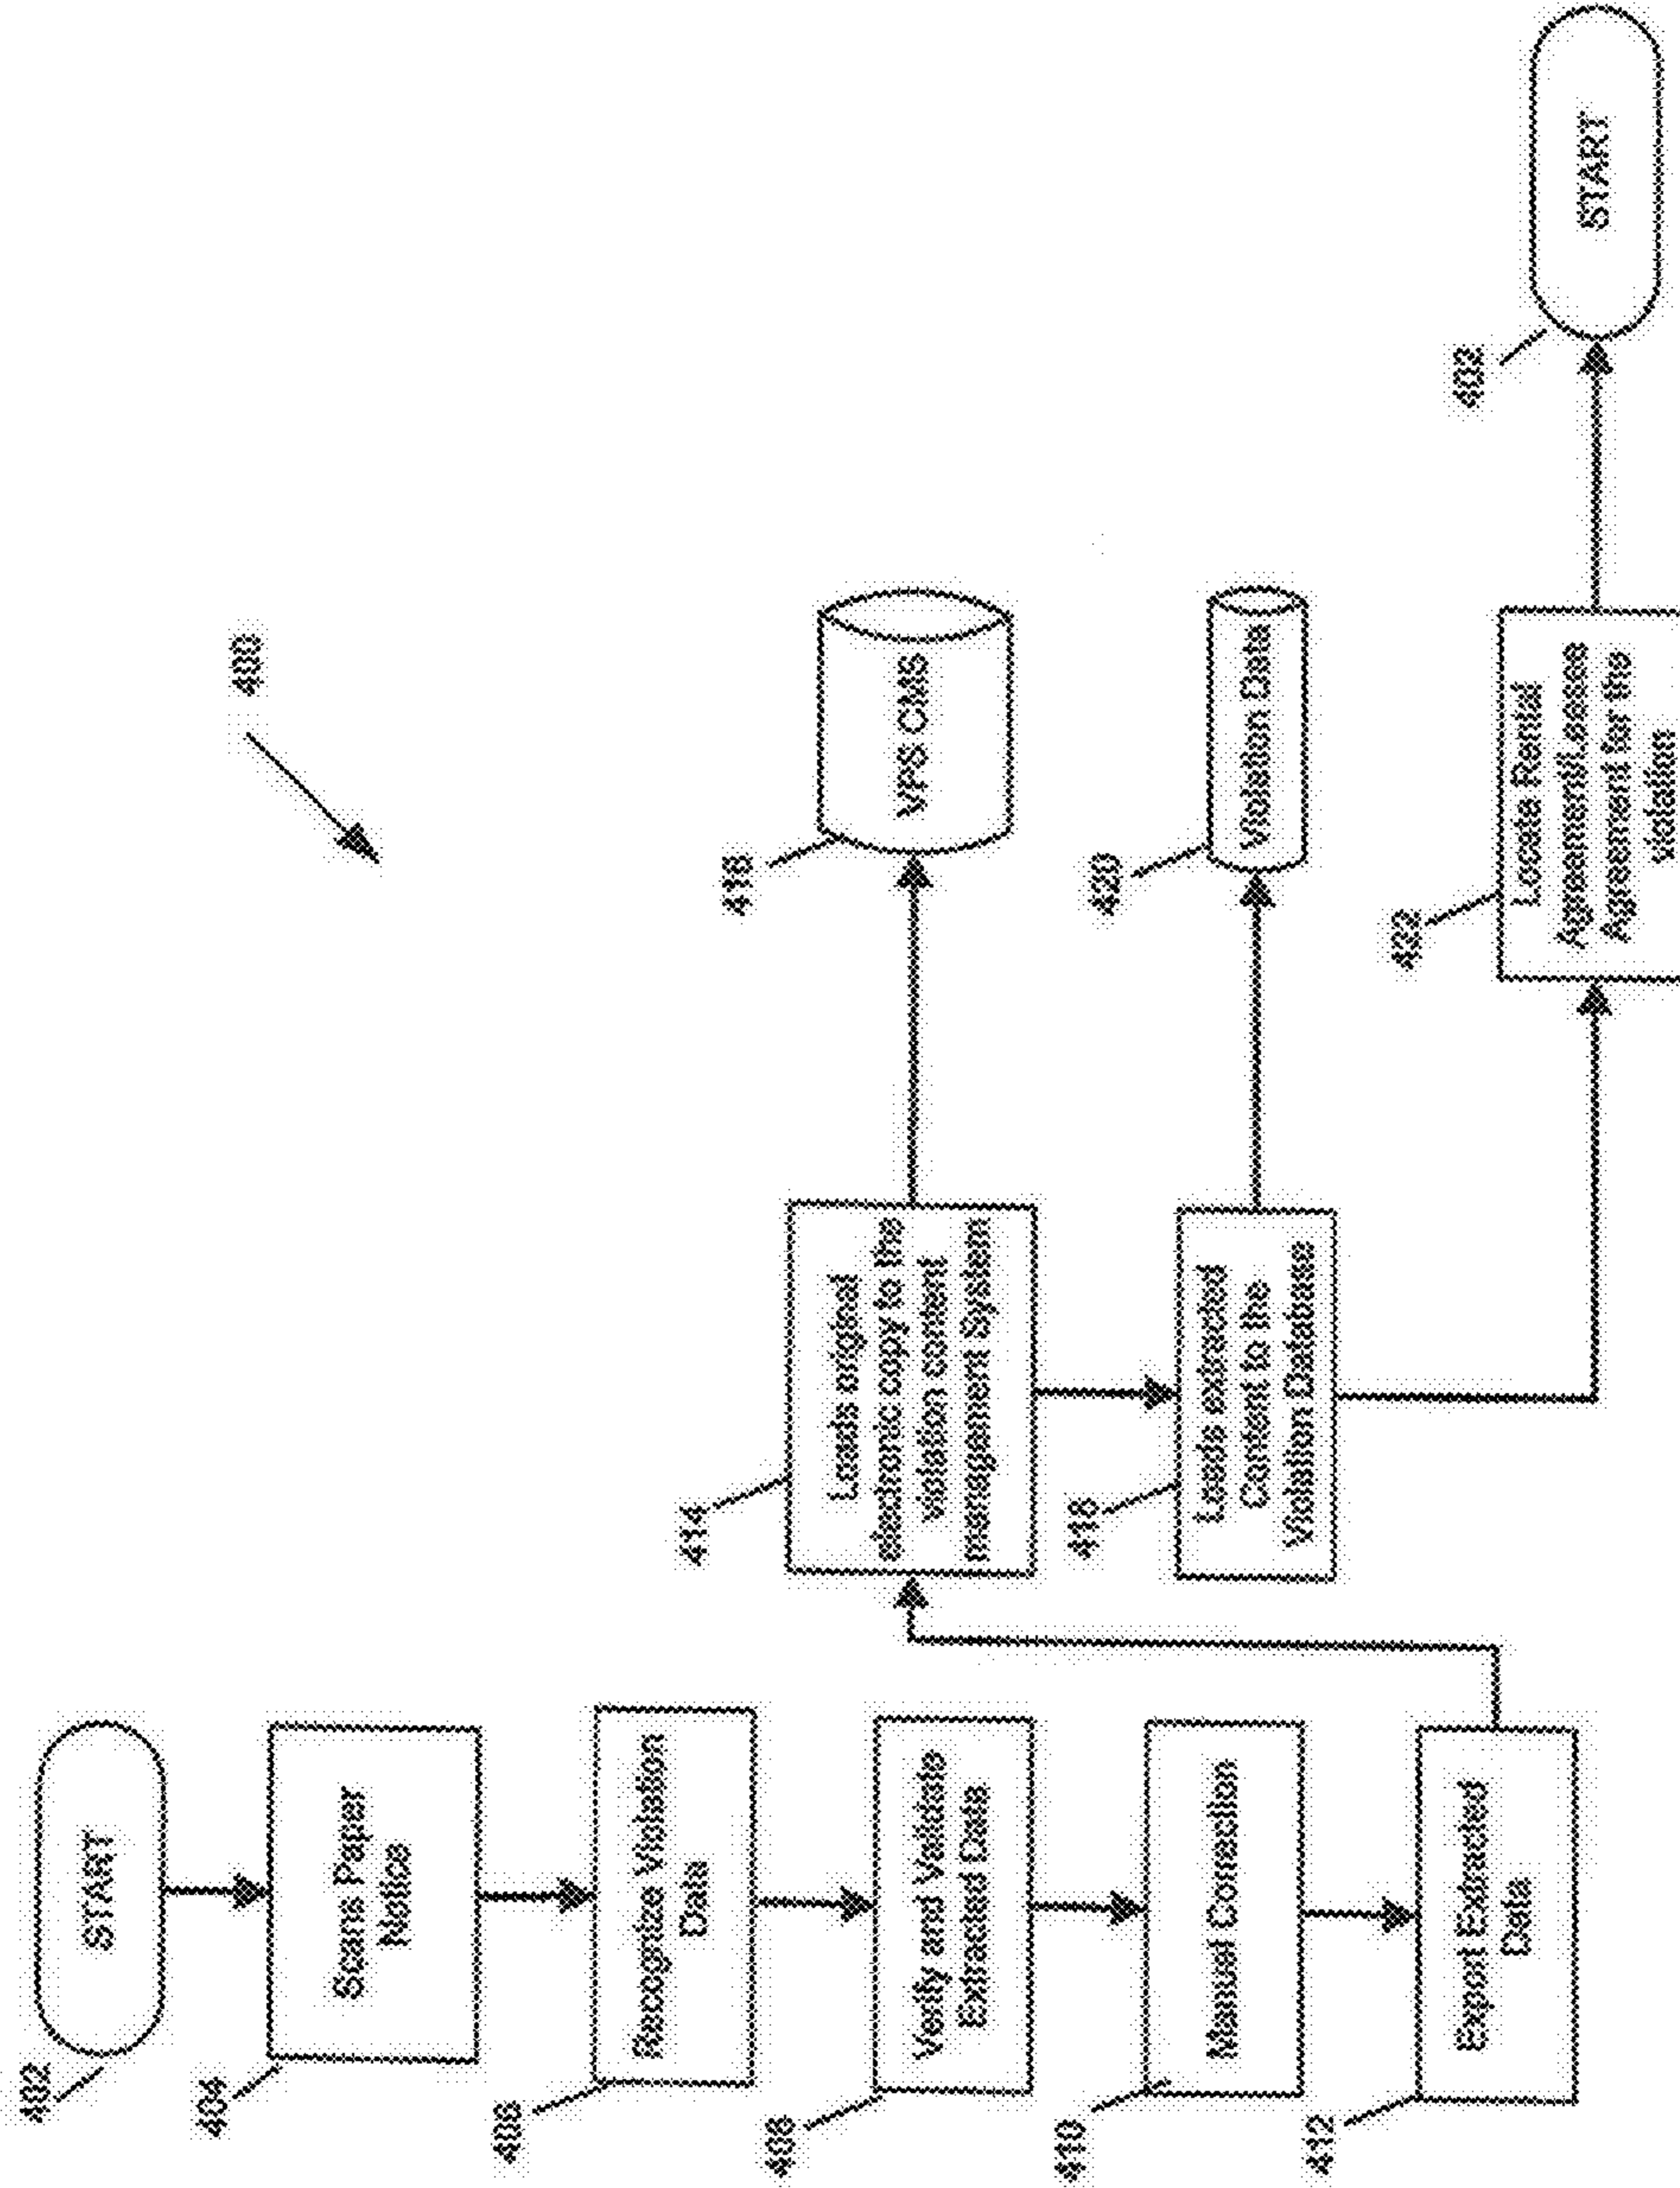 400
402
START
404
Scans Paper
Notice
406
Recognize Violation
Data
408
Verify and Validate
Extracted Data
410
Manual Correction
412
Export Extracted
Data
414
Loads original
electronic copy to the
violation content
management System
416
VPS CMS
418
Loads extracted
Content to the
Violation Database
420
Violation Data
422
Locate Rental
Agreement/Lessee
Agreement for the
violation
402
START